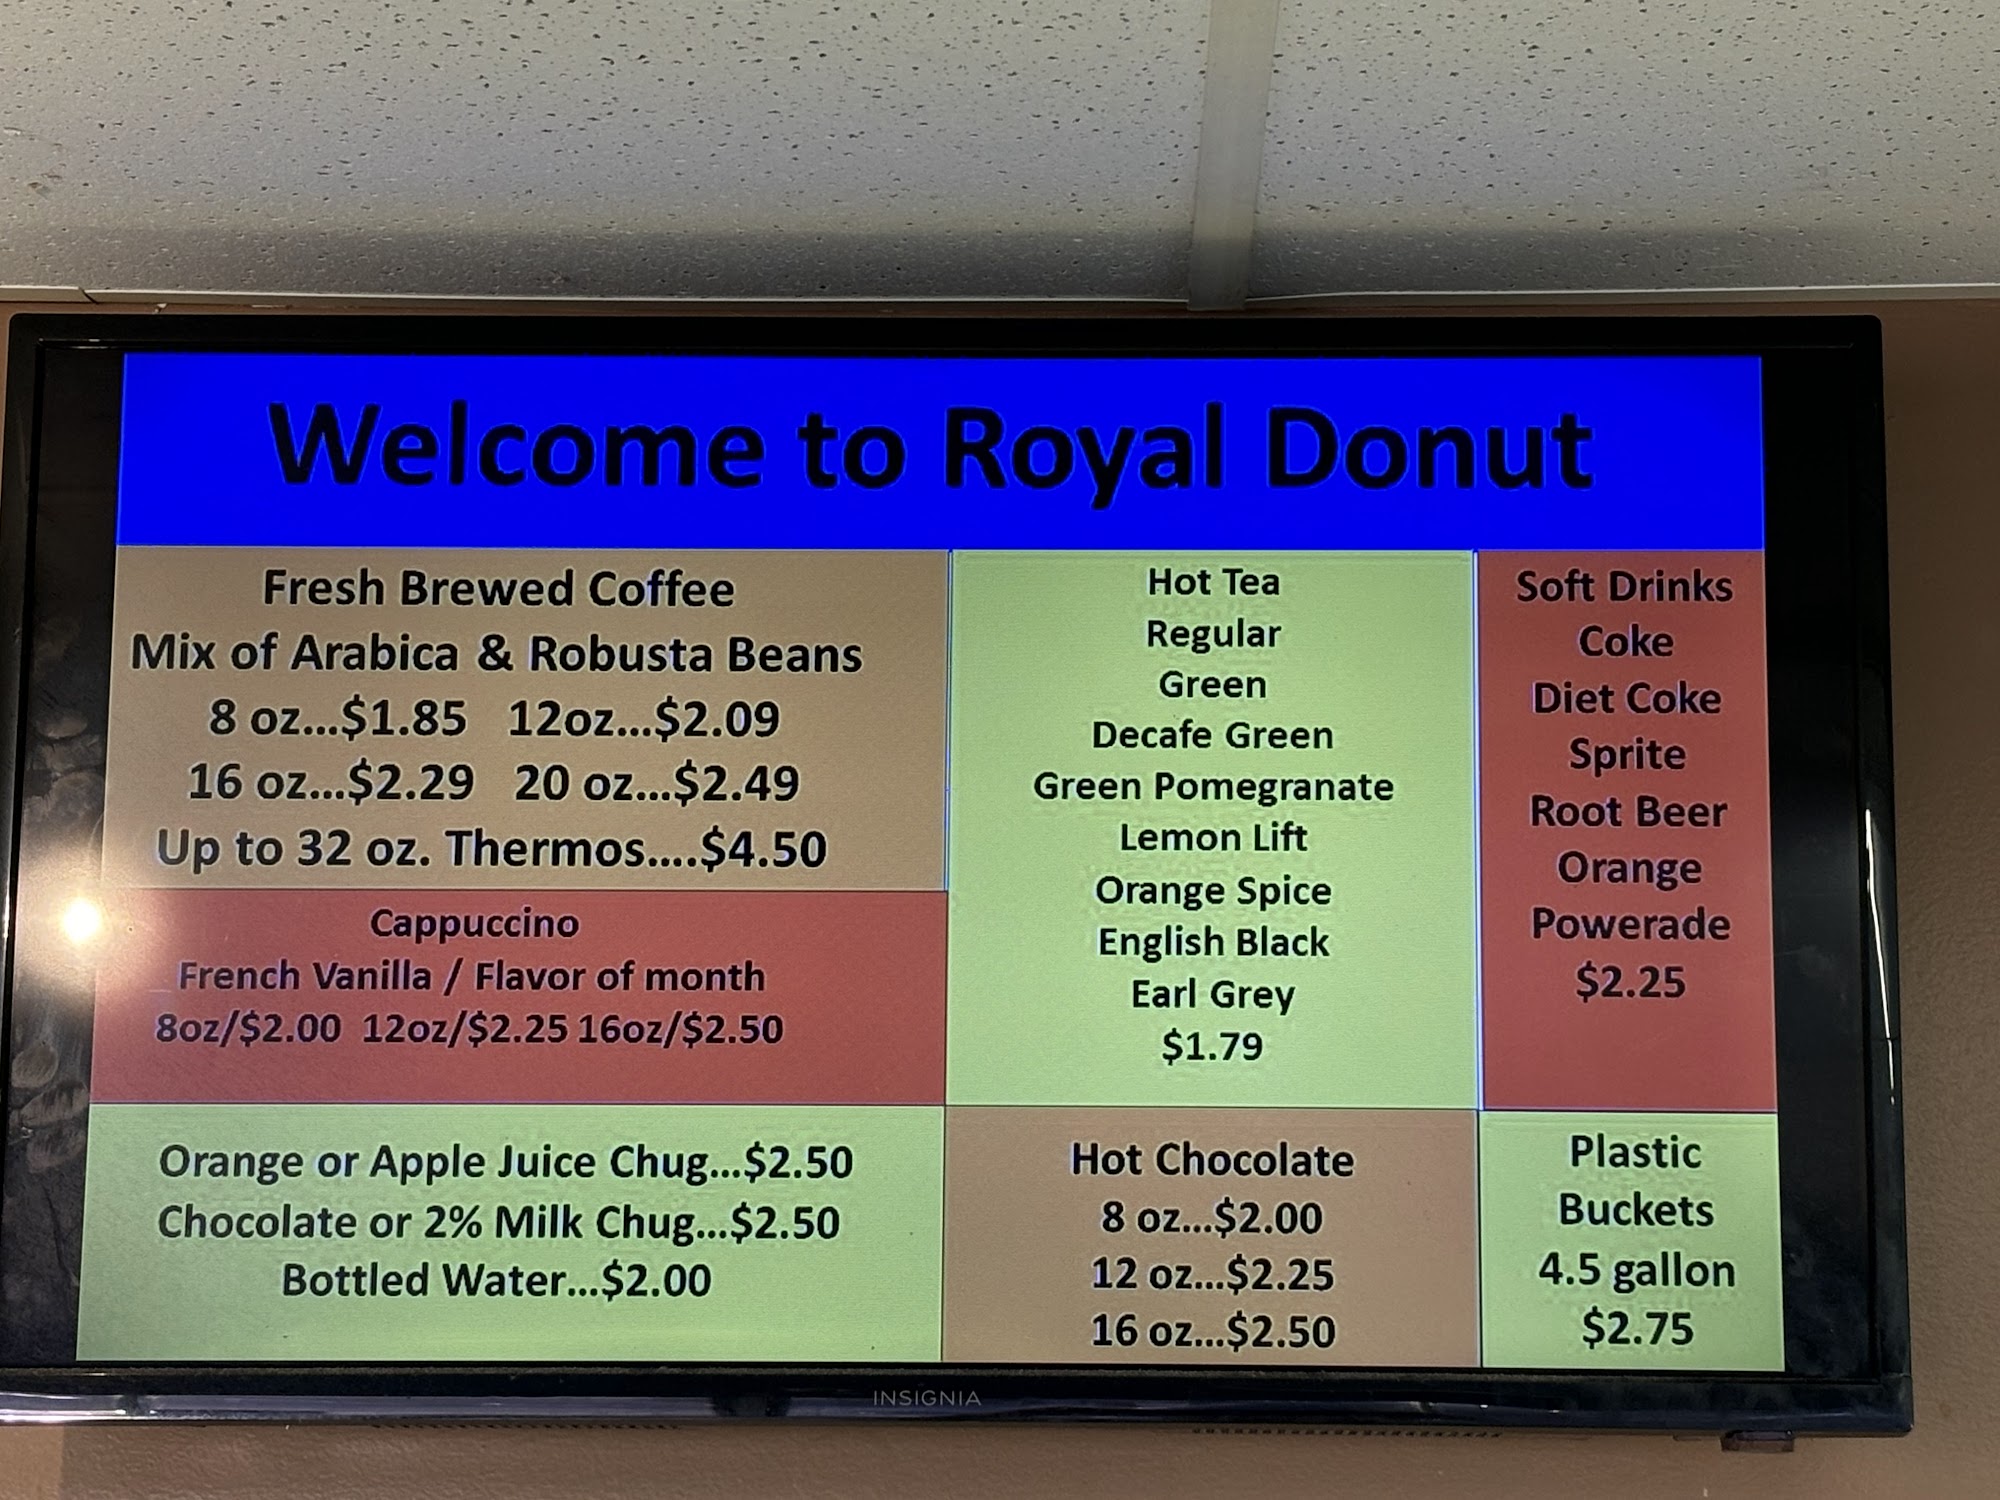 Welcome to Royal Donut
Fresh Brewed Coffee
Mix of Arabica & Robusta Beans
8 oz...$1.85 12oz...$2.09
16 oz...$2.29 20 oz...$2.49
Up to 32 oz. Thermos....$4.50
Cappuccino
French Vanilla / Flavor of month
8oz/$2.00 12oz/$2.25 16oz/$2.50
Orange or Apple Juice Chug...$2.50
Chocolate or 2% Milk Chug...$2.50
Bottled Water...$2.00
Hot Tea
Regular
Green
Decafe Green
Green Pomegranate
Lemon Lift
Orange Spice
English Black
Earl Grey
$1.79
Hot Chocolate
8 oz...$2.00
12 oz...$2.25
16 oz...$2.50
Soft Drinks
Coke
Diet Coke
Sprite
Root Beer
Orange
Powerade
$2.25
Plastic
Buckets
4.5 gallon
$2.75
INSIGNIA